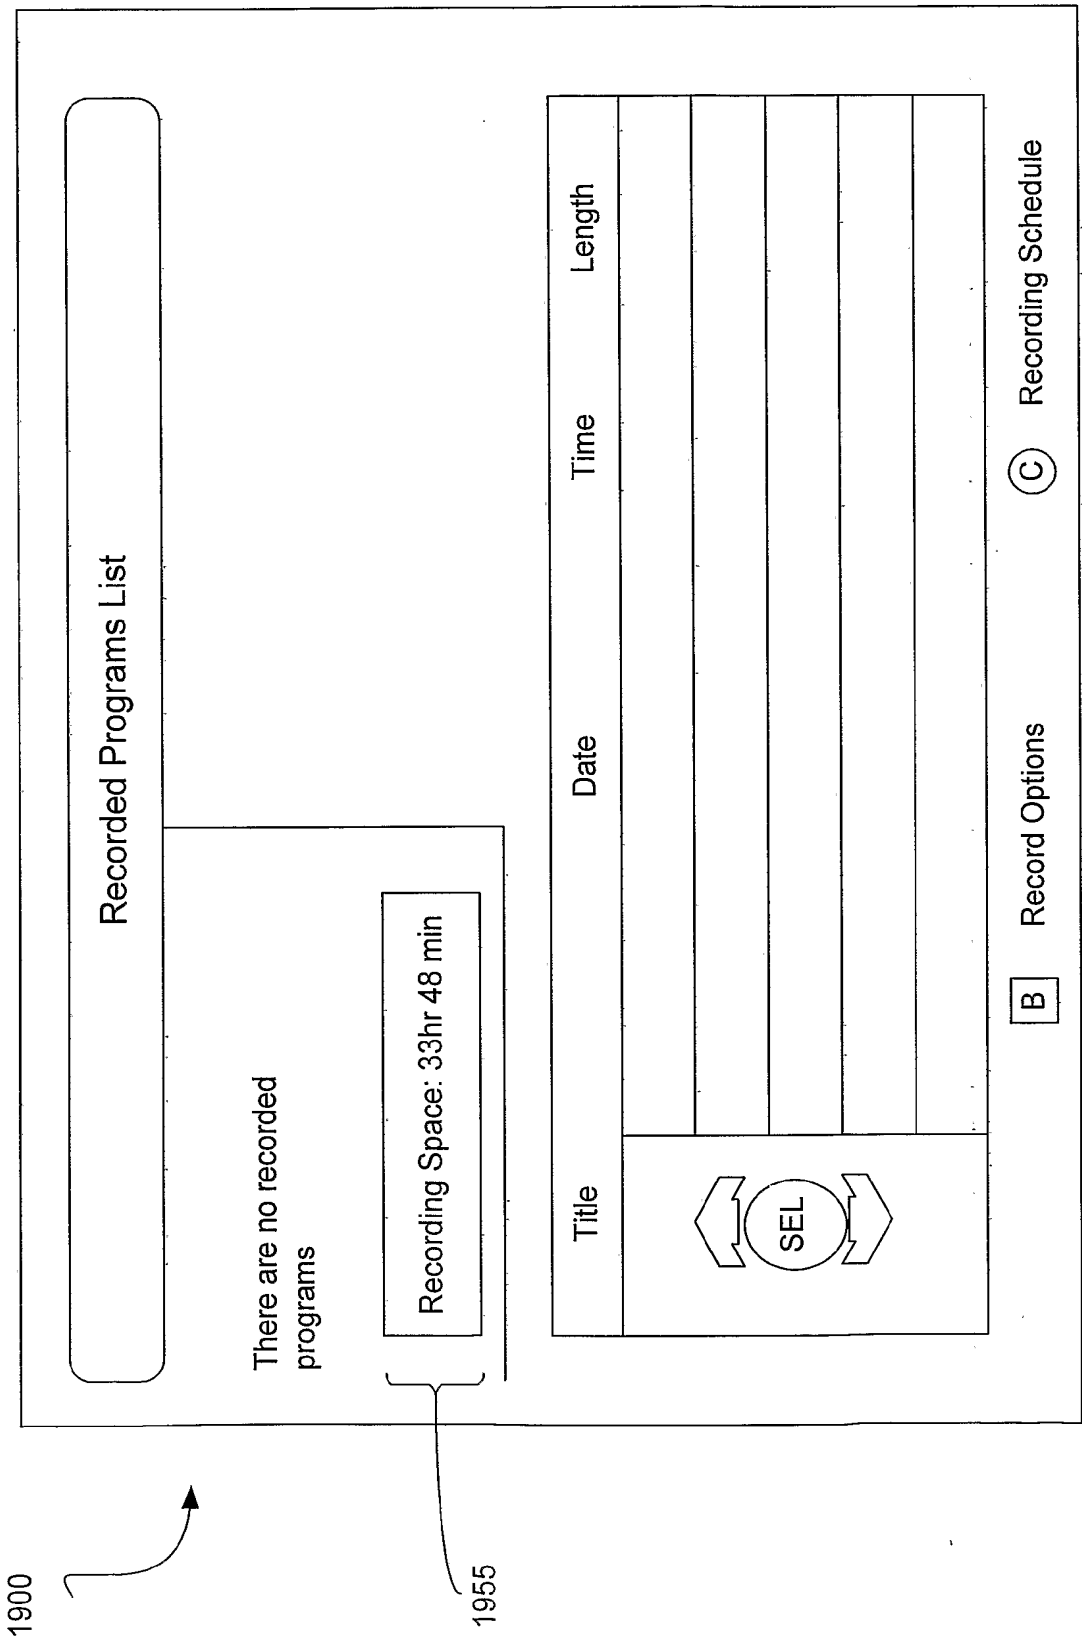 1900
Recorded Programs List
There are no recorded
programs
Recording Space: 33hr 48 min
1955
Title Date Time Length
SEL
B Record Options C Recording Schedule